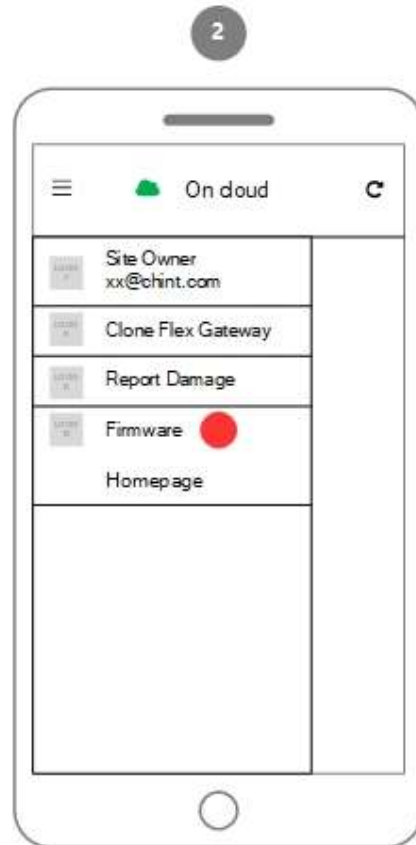 2
On cloud
Site Owner
xx@chint.com
Clone Flex Gateway
Report Damage
Firmware
Homepage